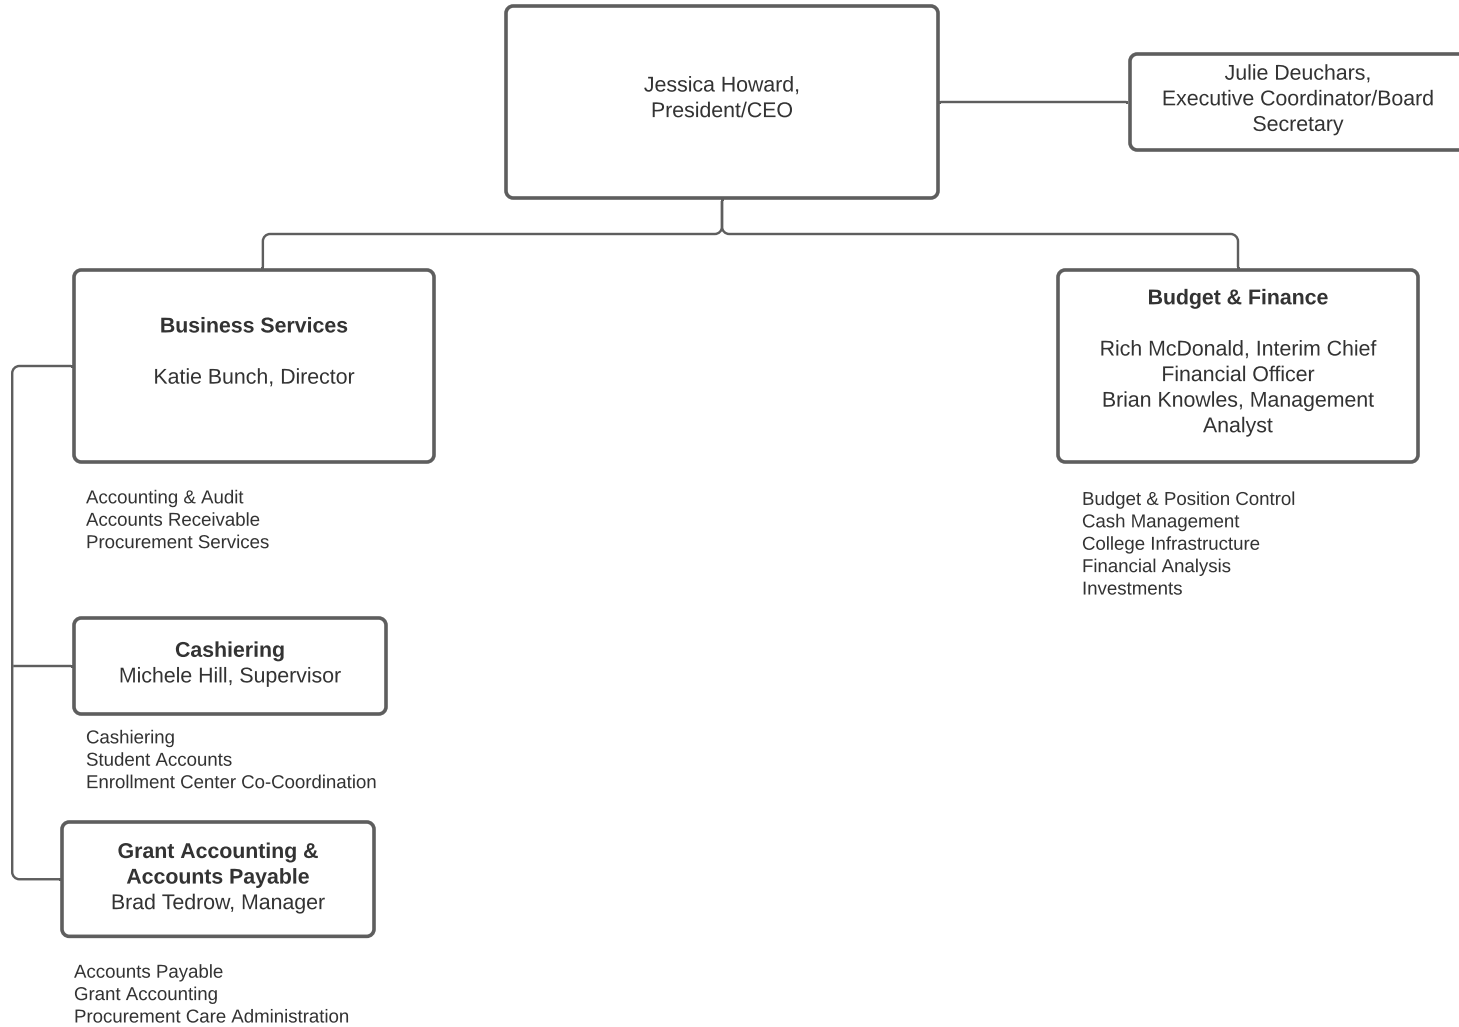 Jessica Howard,
President/CEO
Julie Deuchars,
Executive Coordinator/Board
Secretary
Business Services
Katie Bunch, Director
Accounting & Audit
Accounts Receivable
Procurement Services
Budget & Finance
Rich McDonald, Interim Chief
Financial Officer
Brian Knowles, Management
Analyst
Budget & Position Control
Cash Management
College Infrastructure
Financial Analysis
Investments
Cashiering
Michele Hill, Supervisor
Cashiering
Student Accounts
Enrollment Center Co-Coordination
Grant Accounting &
Accounts Payable
Brad Tedrow, Manager
Accounts Payable
Grant Accounting
Procurement Care Administration